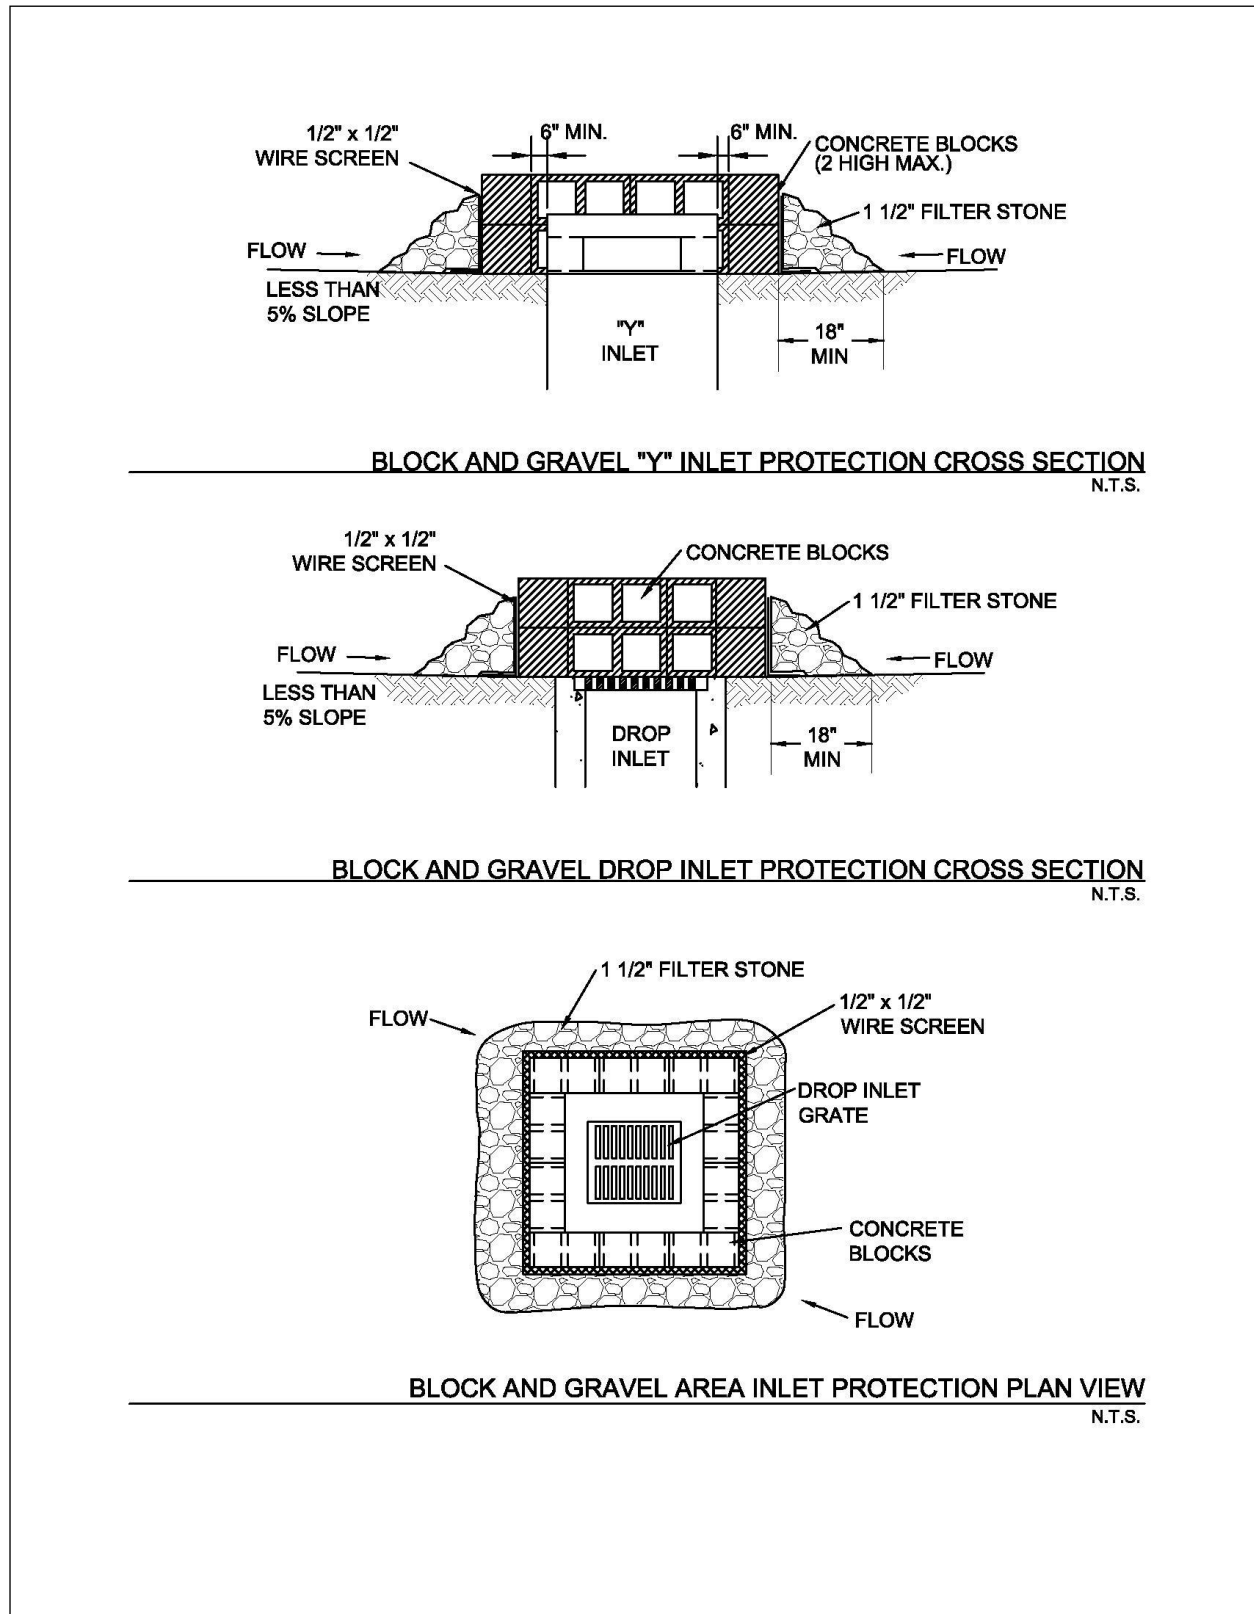 6" MIN.
6" MIN.
1/2" x 1/2"
WIRE SCREEN
CONCRETE BLOCKS
(2 HIGH MAX.)
1 1/2" FILTER STONE
FLOW
FLOW
LESS THAN
5% SLOPE
"Y"
INLET
18"
MIN
BLOCK AND GRAVEL "Y" INLET PROTECTION CROSS SECTION
N.T.S.
1/2" x 1/2"
WIRE SCREEN
CONCRETE BLOCKS
1 1/2" FILTER STONE
FLOW
FLOW
LESS THAN
5% SLOPE
DROP
INLET
18"
MIN
BLOCK AND GRAVEL DROP INLET PROTECTION CROSS SECTION
N.T.S.
1 1/2" FILTER STONE
1/2" x 1/2"
WIRE SCREEN
FLOW
DROP INLET
GRATE
CONCRETE
BLOCKS
FLOW
BLOCK AND GRAVEL AREA INLET PROTECTION PLAN VIEW
N.T.S.